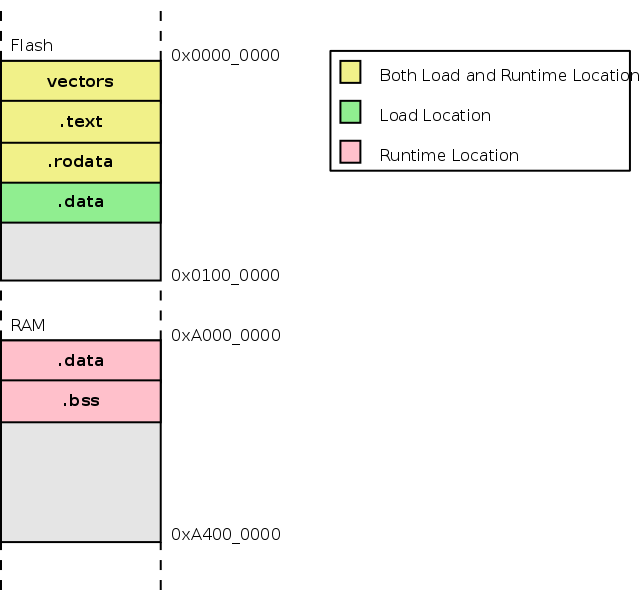 Flash
0x0000_0000
vectors
.text
.rodata
.data
0x0100_0000
RAM
0xA000_0000
.data
.bss
0xA400_0000
Both Load and Runtime Location
Load Location
Runtime Location